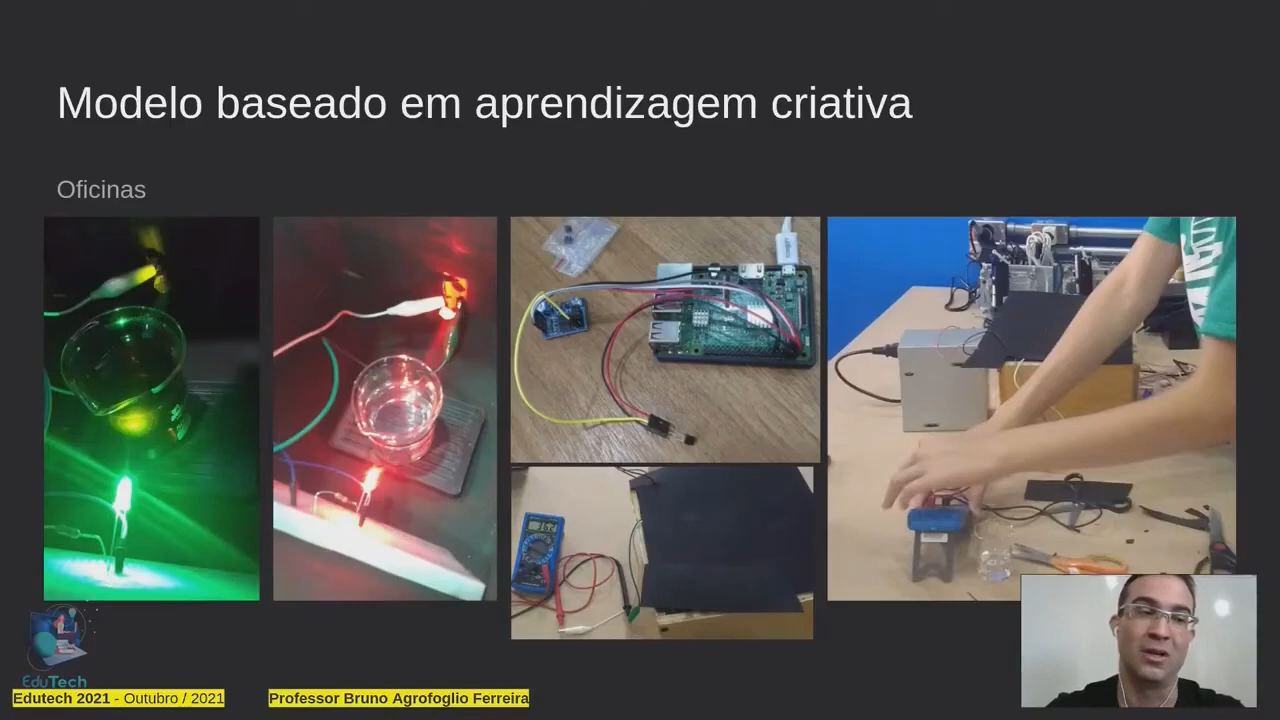 Modelo baseado em aprendizagem criativa
Oficinas
EduTech
Edutech 2021 - Outubro / 2021
Professor Bruno Agrofoglio Ferreira